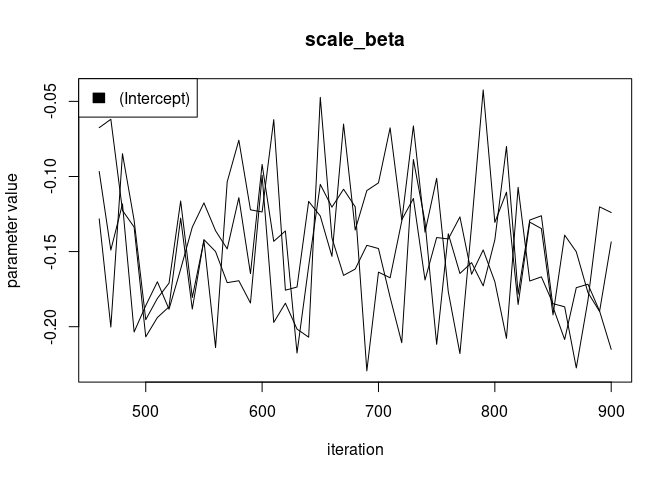 scale_beta
(Intercept)
parameter value
-0.05
-0.10
-0.15
-0.20
500 600 700 800 900
iteration